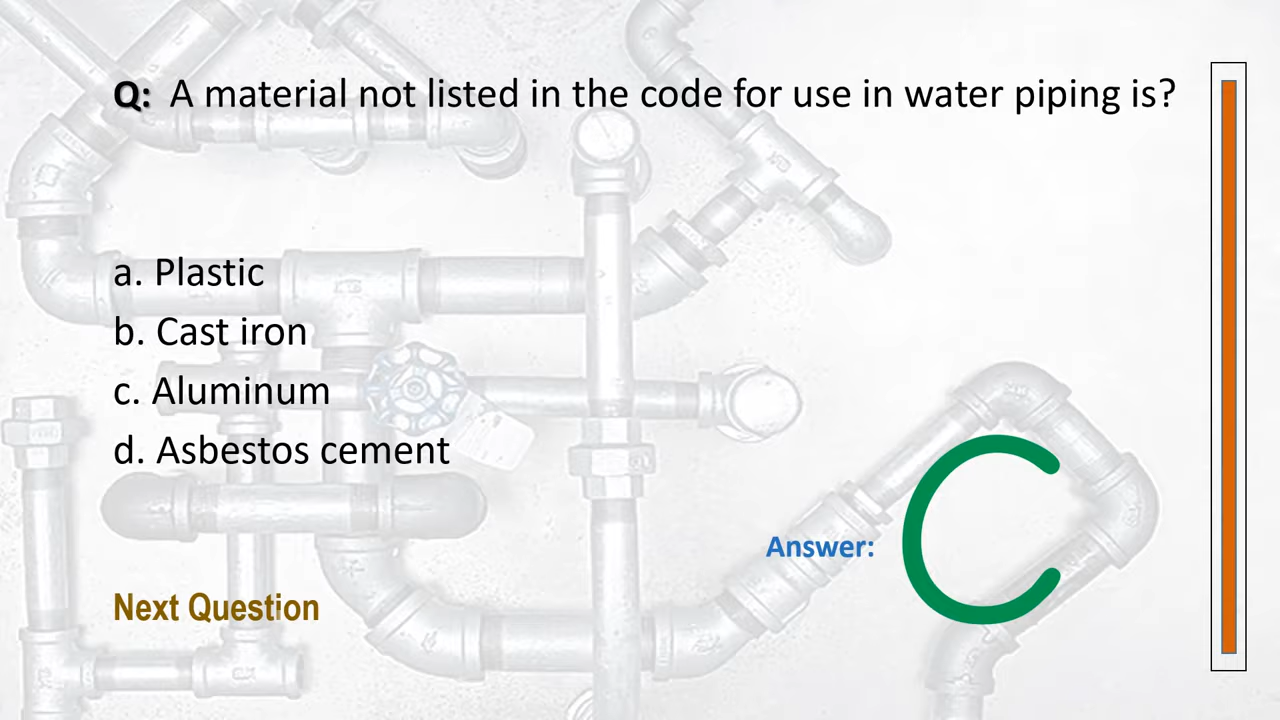 Q: A material not listed in the code for use in water piping is?
a. Plastic
b. Cast iron
c. Aluminum
d. Asbestos cement
Answer: C
Next Question